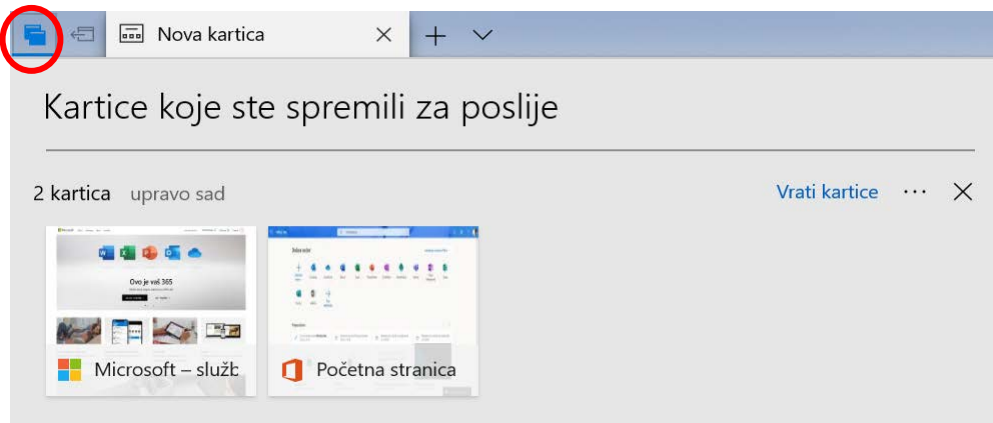 Nova kartica
Kartice koje ste spremili za poslije
2 kartica upravo sad
Vrati kartice
Ovo je vaš 365
Microsoft – služb
Početna stranica